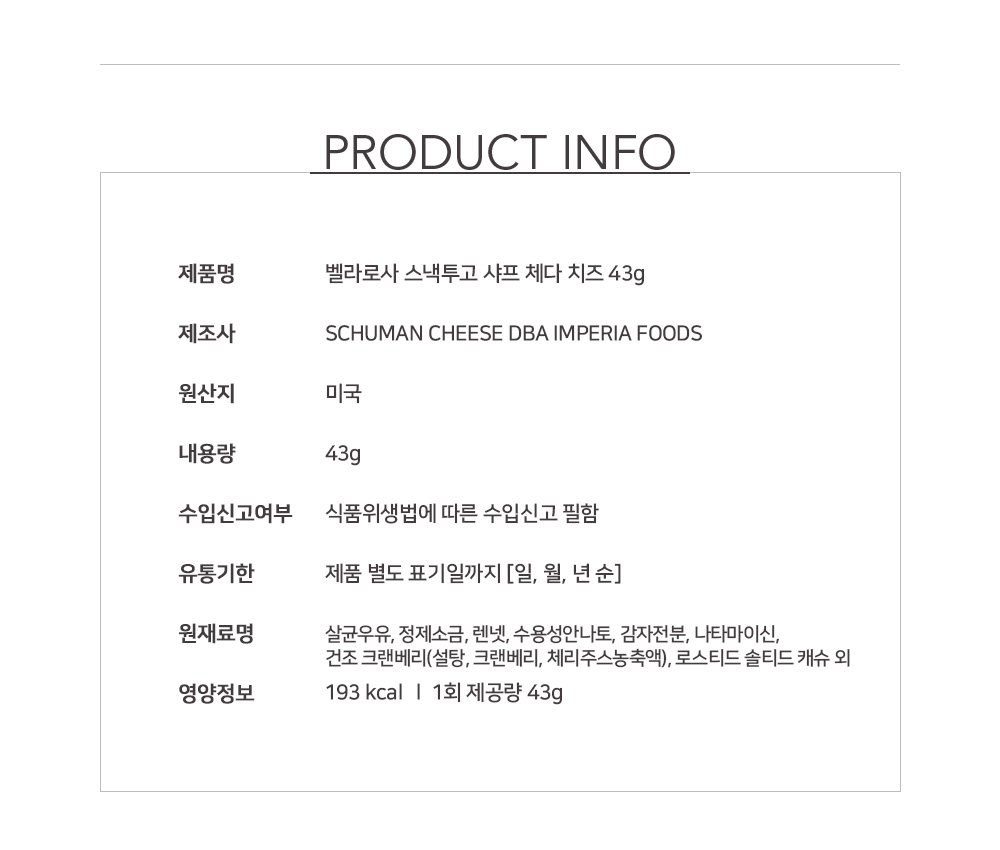 PRODUCT INFO
제품명 벨라로사 스낵투고 샤프 체다 치즈 43g
제조사 SCHUMAN CHEESE DBA IMPERIA FOODS
원산지 미국
내용량 43g
수입신고여부 식품위생법에 따른 수입신고 필함
유통기한 제품 별도 표기일까지 [일, 월, 년 순]
원재료명 살균우유, 정제소금, 렌넷, 수용성안나토, 감자전분, 나타마이신,
건조 크랜베리(설탕, 크랜베리, 체리주스농축액), 로스티드 솔티드 캐슈 외
영양정보 193 kcal ㅣ 1회 제공량 43g